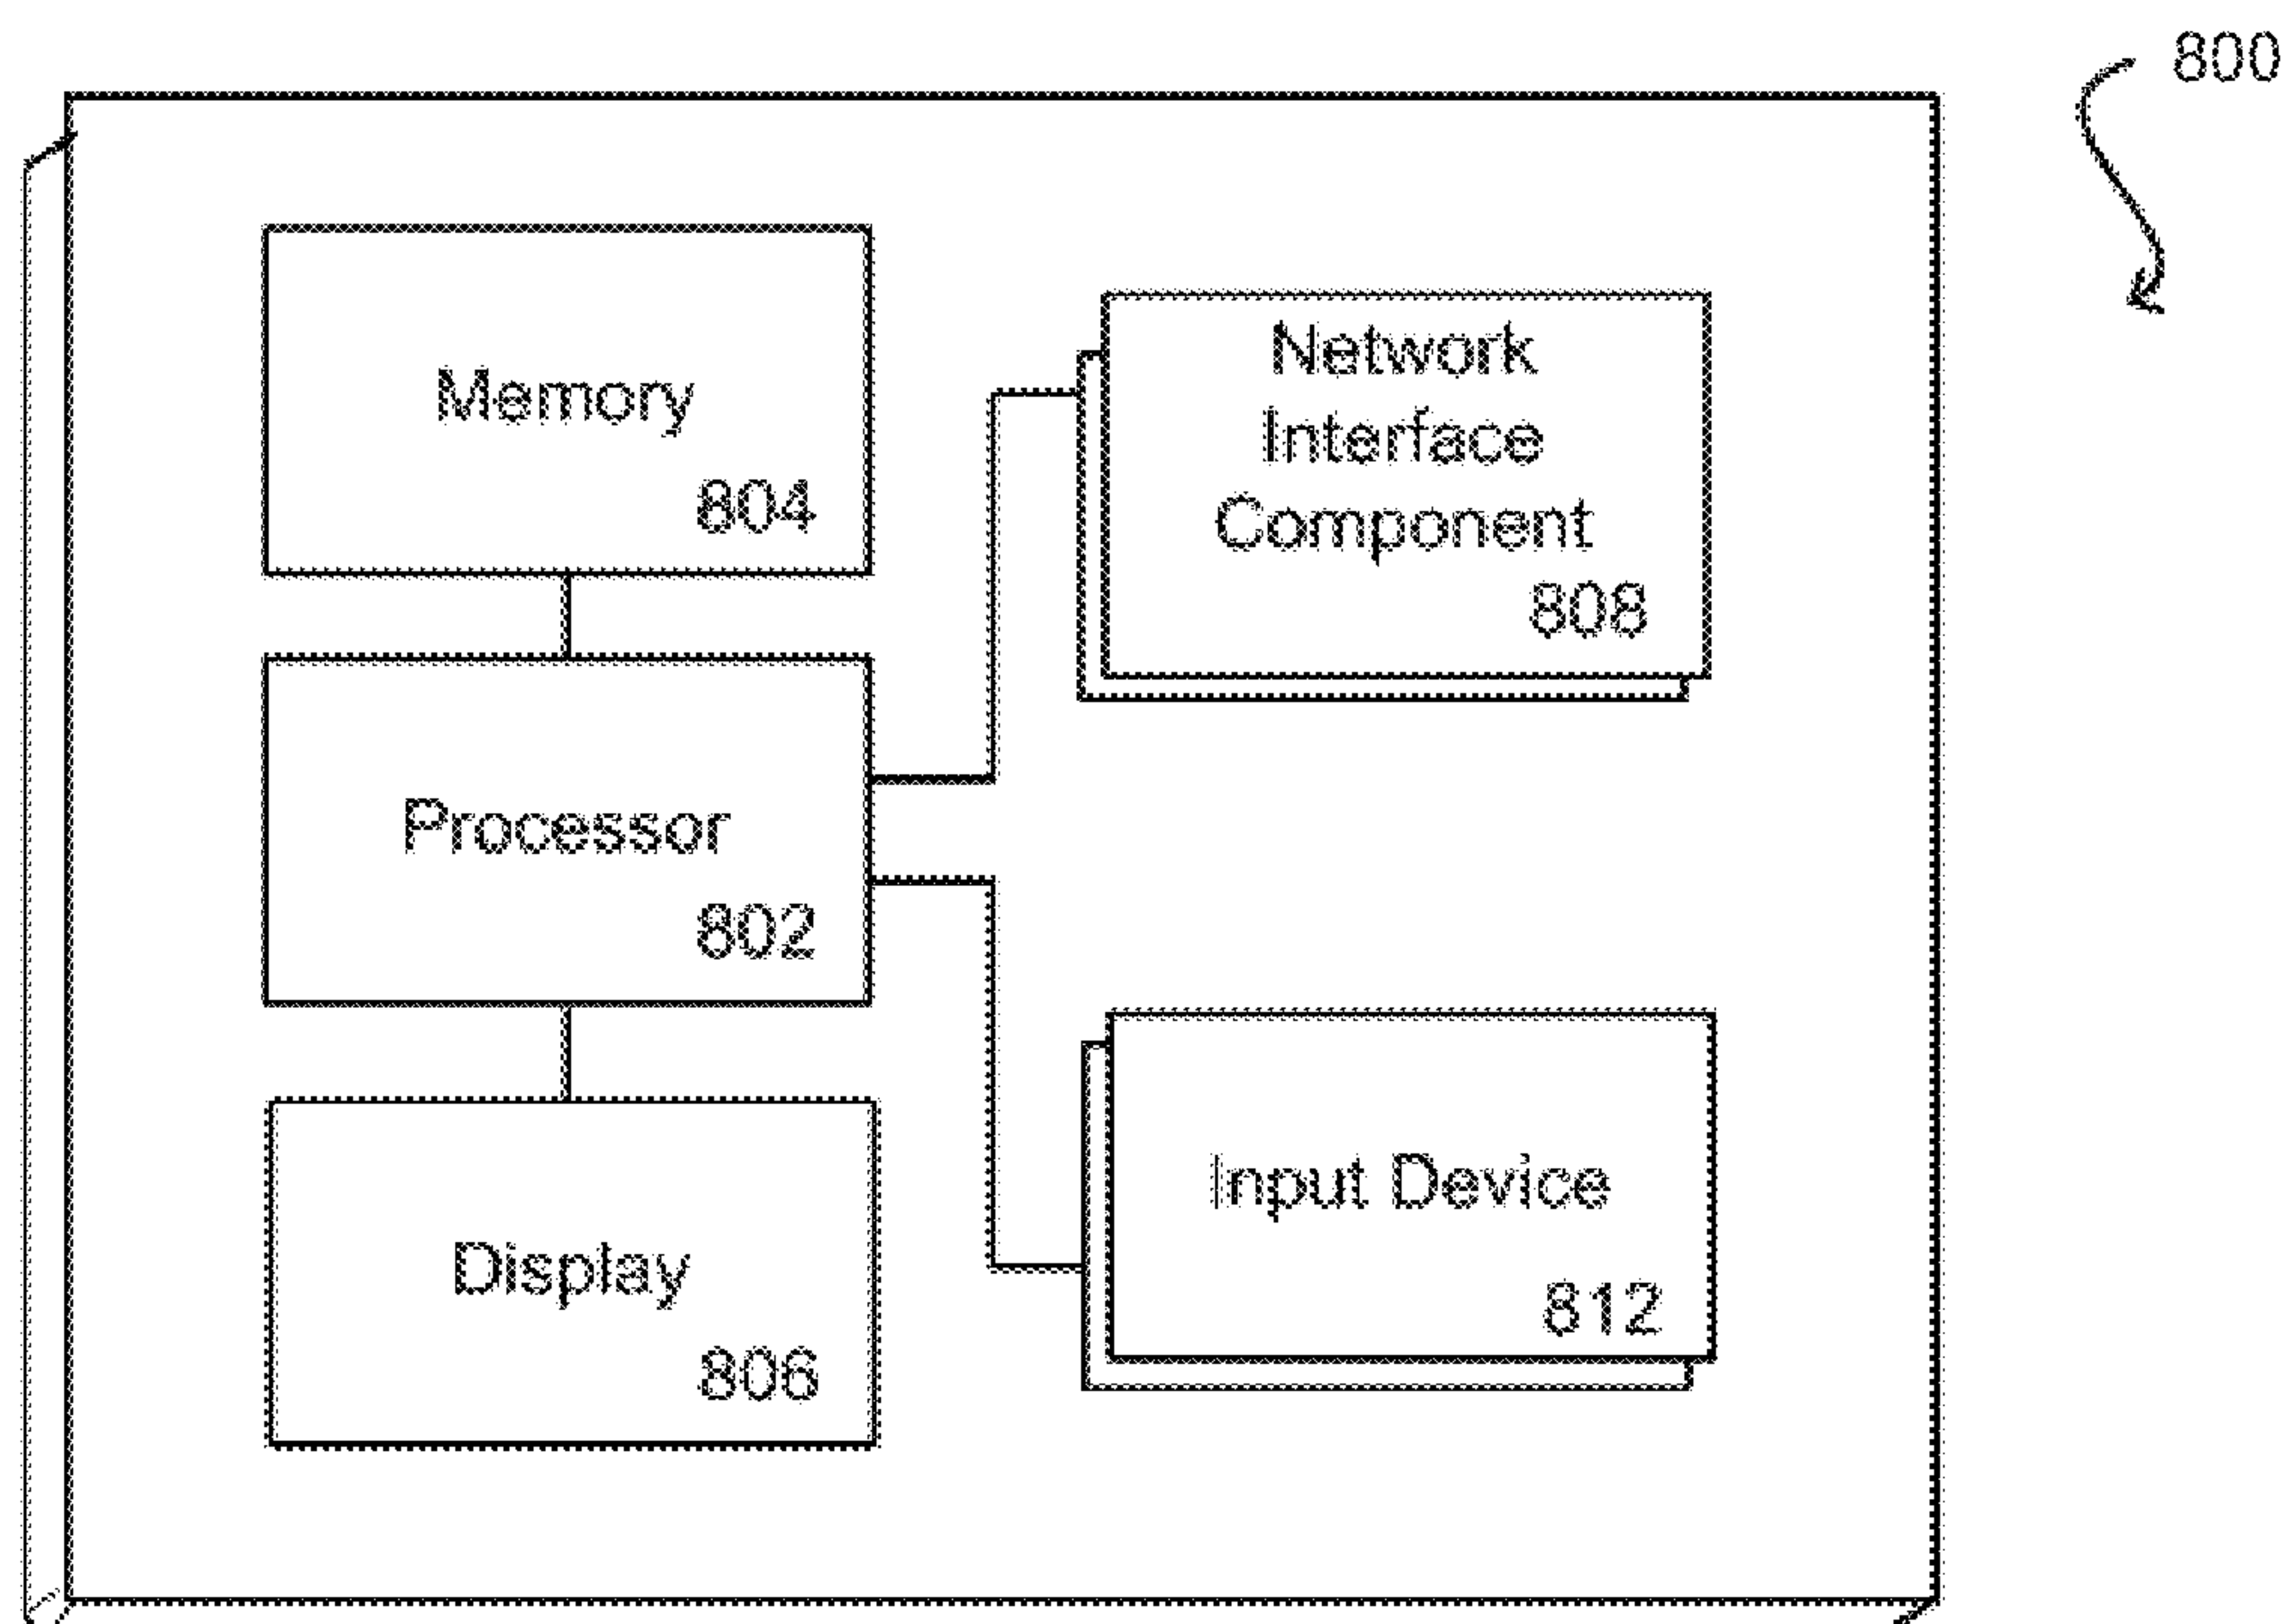 800
Memory
804
Network
Interface
Component
808
Processor
802
Input Device
812
Display
806